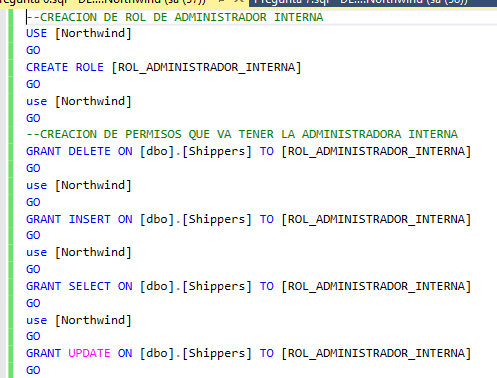 Pregunta 6.sql - DE....Northwind (sa (57))
Pregunta 7.sql - DE....Northwind (sa (58))
--CREACION DE ROL DE ADMINISTRADOR INTERNA
USE [Northwind]
GO
CREATE ROLE [ROL_ADMINISTRADOR_INTERNA]
GO
use [Northwind]
GO
--CREACION DE PERMISOS QUE VA TENER LA ADMINISTRADORA INTERNA
GRANT DELETE ON [dbo].[Shippers] TO [ROL_ADMINISTRADOR_INTERNA]
GO
use [Northwind]
GO
GRANT INSERT ON [dbo].[Shippers] TO [ROL_ADMINISTRADOR_INTERNA]
GO
use [Northwind]
GO
GRANT SELECT ON [dbo].[Shippers] TO [ROL_ADMINISTRADOR_INTERNA]
GO
use [Northwind]
GO
GRANT UPDATE ON [dbo].[Shippers] TO [ROL_ADMINISTRADOR_INTERNA]
GO